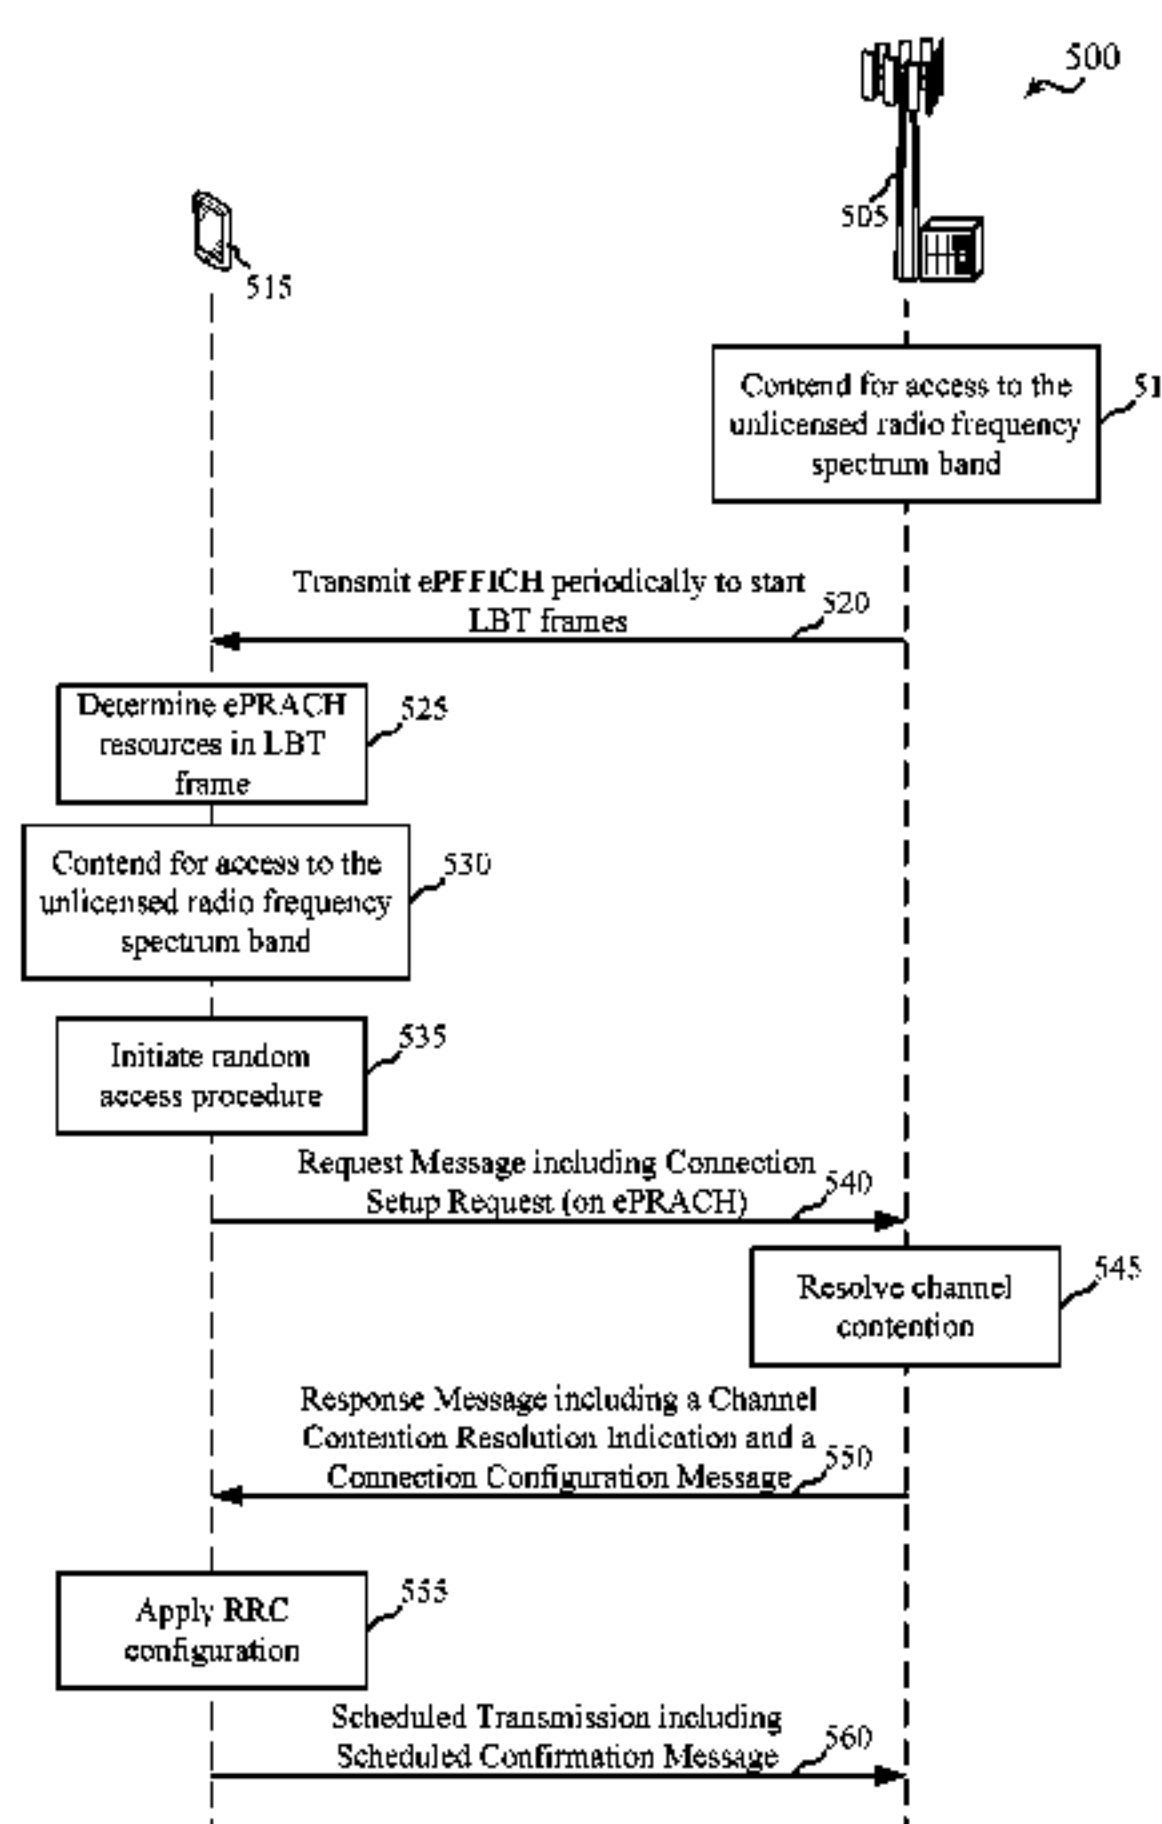 500
505
515
Contend for access to the
unlicensed radio frequency
spectrum band
51
Transmit ePFFICH periodically to start
LBT frames
520
Determine ePRACH
resources in LBT
frame
525
Contend for access to the
unlicensed radio frequency
spectrum band
530
Initiate random
access procedure
535
Request Message including Connection
Setup Request (on ePRACH)
540
Resolve channel
contention
545
Response Message including a Channel
Contention Resolution Indication and a
Connection Configuration Message
550
Apply RRC
configuration
555
Scheduled Transmission including
Scheduled Confirmation Message
560